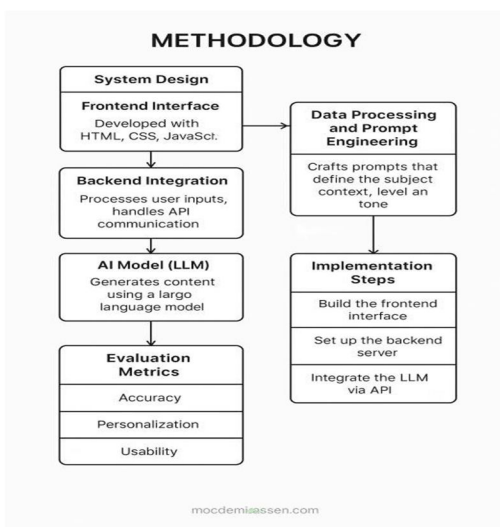 METHODOLOGY
System Design
Frontend Interface
Developed with
HTML, CSS, JavaSct.
Backend Integration
Processes user inputs,
handles API
communication
AI Model (LLM)
Generates content
using a largo
language model
Evaluation
Metrics
Accuracy
Personalization
Usability
Data Processing
and Prompt
Engineering
Crafts prompts that
define the subject
context, level an
tone
Implementation
Steps
Build the frontend
interface
Set up the backend
server
Integrate the LLM
via API